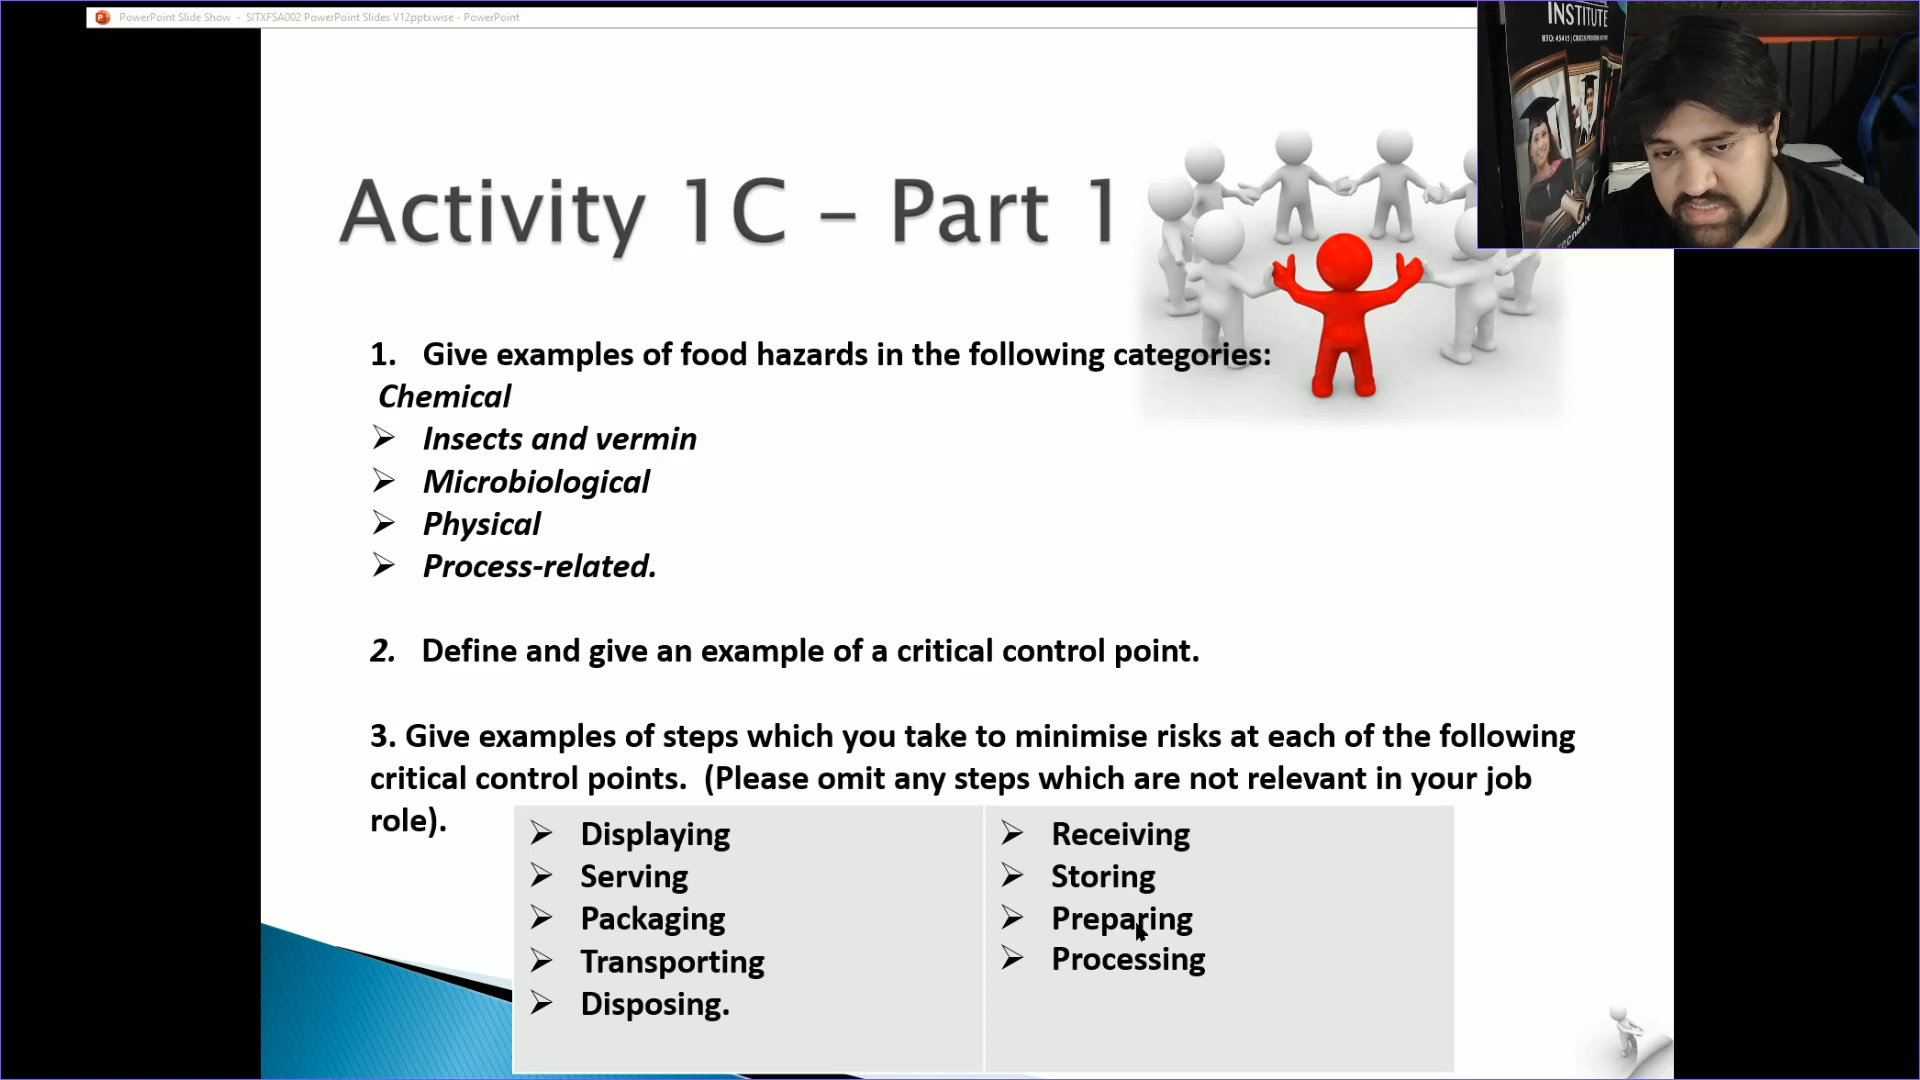 PowerPoint Slide Show - SITXFSA002 PowerPoint Slides V12pptxwise - PowerPoint
INSTITUTE
Activity 1C – Part 1
1. Give examples of food hazards in the following categories:
Chemical
Insects and vermin
Microbiological
Physical
Process-related.
2. Define and give an example of a critical control point.
3. Give examples of steps which you take to minimise risks at each of the following
critical control points. (Please omit any steps which are not relevant in your job
role).
Displaying
Serving
Packaging
Transporting
Disposing.
Receiving
Storing
Preparing
Processing